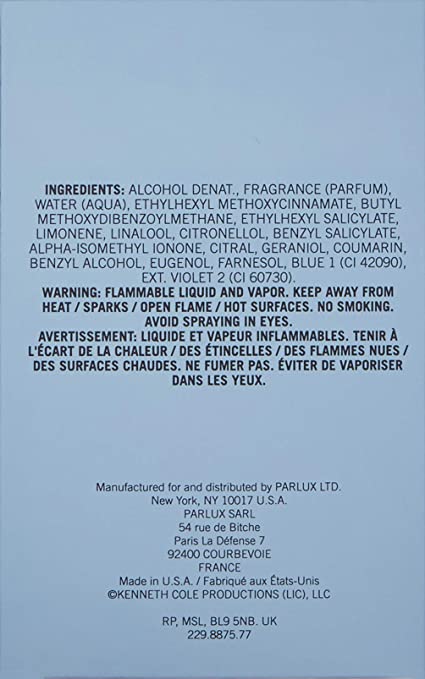 INGREDIENTS: ALCOHOL DENAT., FRAGRANCE (PARFUM),
WATER (AQUA), ETHYLHEXYL METHOXYCINNAMATE, BUTYL
METHOXYDIBENZOYLMETHANE, ETHYLHEXYL SALICYLATE,
LIMONENE, LINALOOL, CITRONELLOL, BENZYL SALICYLATE,
ALPHA-ISOMETHYL IONONE, CITRAL, GERANIOL, COUMARIN,
BENZYL ALCOHOL, EUGENOL, FARNESOL, BLUE 1 (CI 42090),
EXT. VIOLET 2 (CI 60730).
WARNING: FLAMMABLE LIQUID AND VAPOR. KEEP AWAY FROM
HEAT / SPARKS / OPEN FLAME / HOT SURFACES. NO SMOKING.
AVOID SPRAYING IN EYES.
AVERTISSEMENT: LIQUIDE ET VAPEUR INFLAMMABLES. TENIR À
L'ÉCART DE LA CHALEUR / DES ÉTINCELLES / DES FLAMMES NUES /
DES SURFACES CHAUDES. NE FUMER PAS. ÉVITER DE VAPORISER
DANS LES YEUX.
Manufactured for and distributed by PARLUX LTD.
New York, NY 10017 U.S.A.
PARLUX SARL
54 rue de Bitche
Paris La Défense 7
92400 COURBEVOIE
FRANCE
Made in U.S.A. / Fabriqué aux États-Unis
©KENNETH COLE PRODUCTIONS (LIC), LLC
RP, MSL, BL9 5NB. UK
229.8875.77